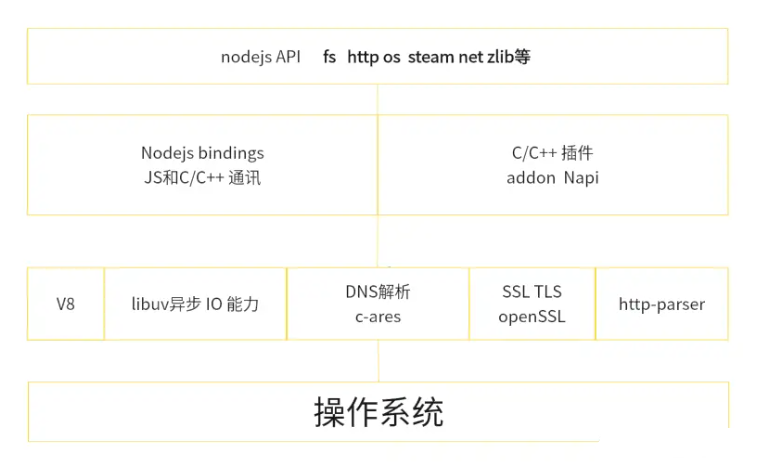 nodejs API fs http os steam net zlib等
Nodejs bindings
JS和C/C++ 通讯
C/C++ 插件
addon Napi
V8
libuv异步 IO 能力
DNS解析
c-ares
SSL TLS
openSSL
http-parser
操作系统